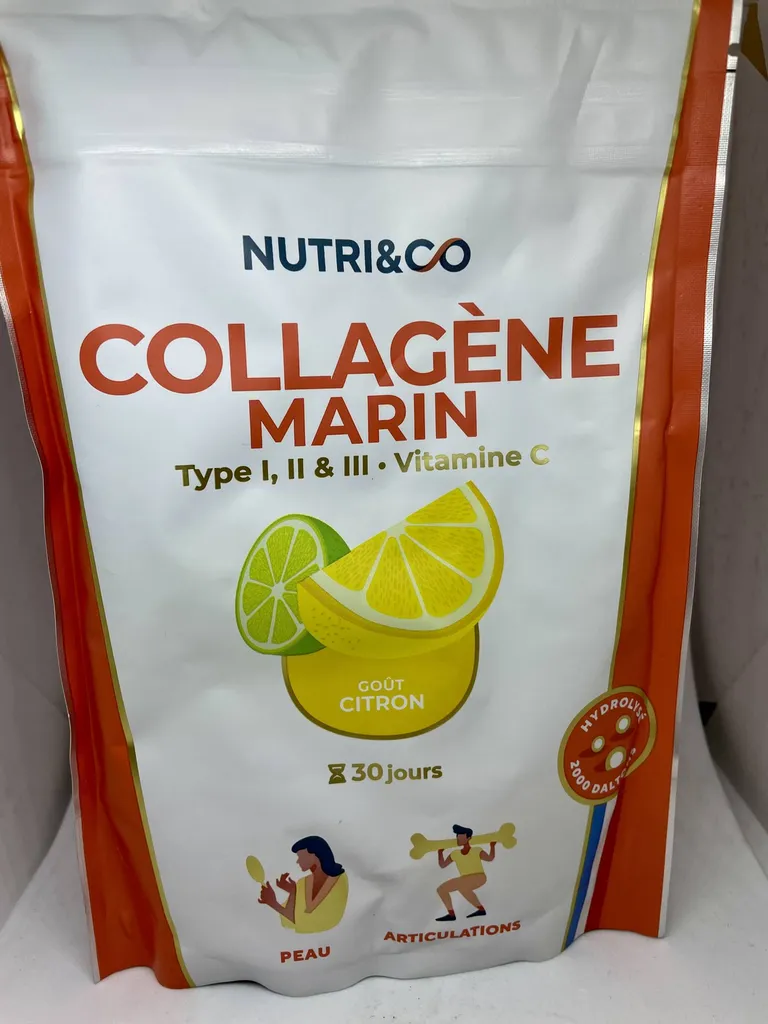 NUTRI&CO
COLLAGÈNE
MARIN
Type I, II & III • Vitamine C
GOÛT
CITRON
30 jours
HYDROLYSÉ
2000 DALTONS
PEAU
ARTICULATIONS